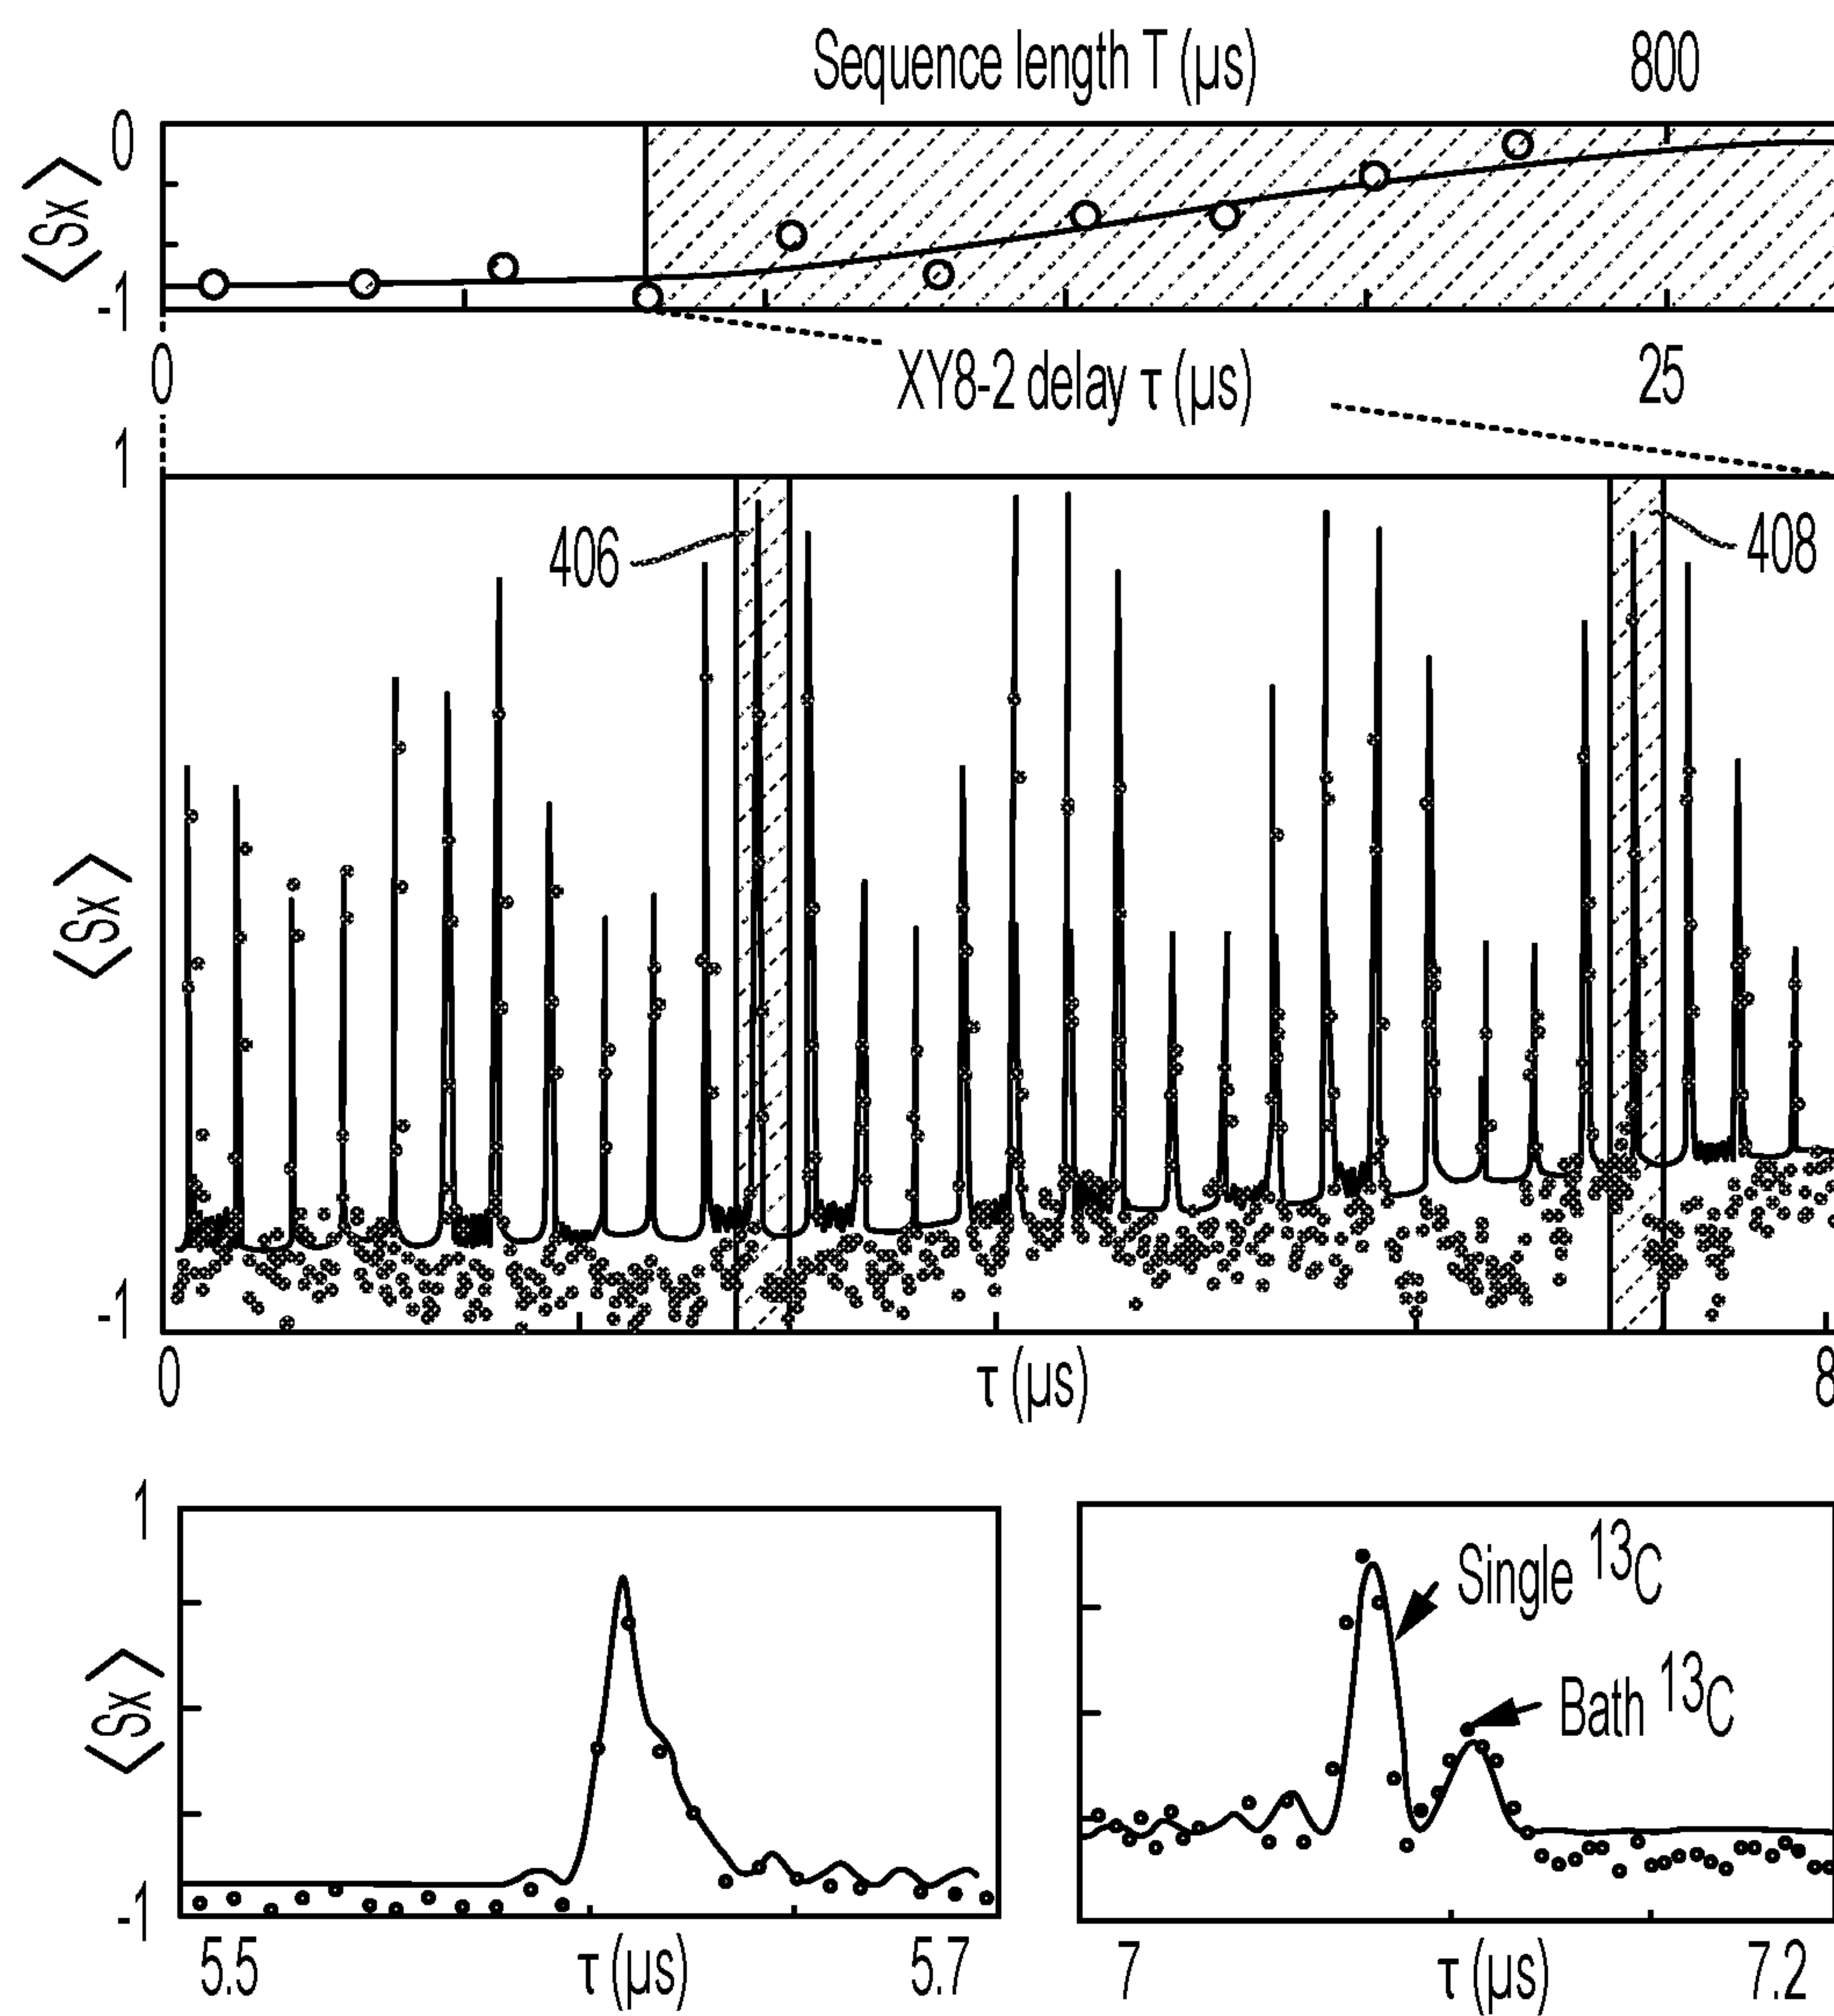 Sequence length T (μs) 800
0
⟨Sx⟩
-1
0 XY8-2 delay τ (μs) 25
1
406 408
⟨Sx⟩
-1
0 τ (μs) 8
1
Single ¹³C
⟨Sx⟩
Bath ¹³C
-1
5.5 τ (μs) 5.7 7 τ (μs) 7.2